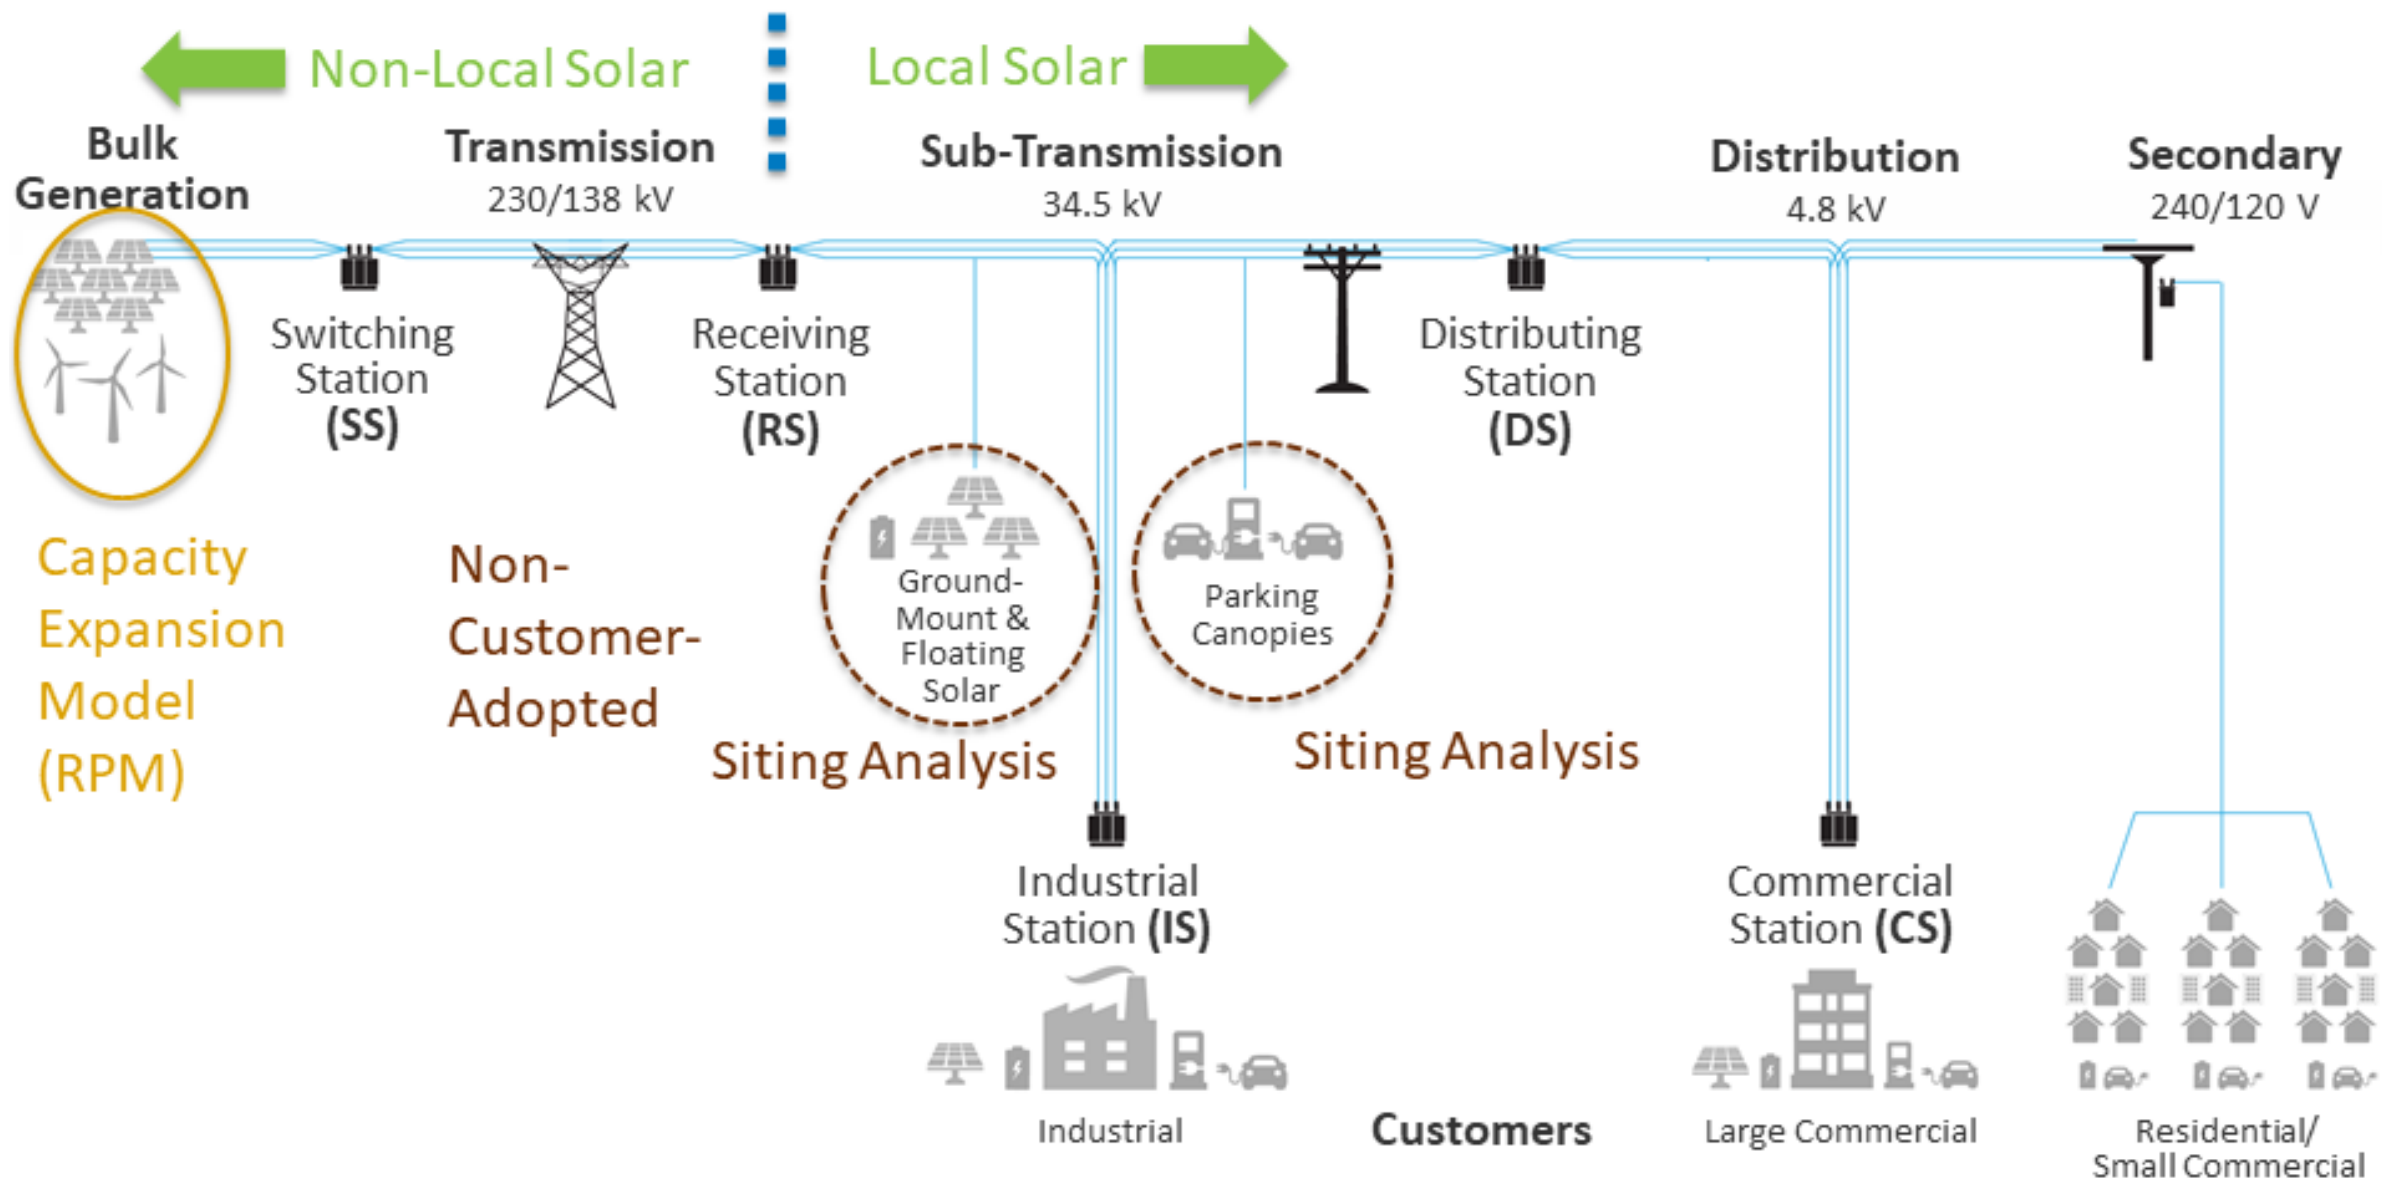 Non-Local Solar
Local Solar
Bulk
Generation
Transmission
230/138 kV
Sub-Transmission
34.5 kV
Distribution
4.8 kV
Secondary
240/120 V
Switching
Station
(SS)
Receiving
Station
(RS)
Distributing
Station
(DS)
Capacity
Expansion
Model
(RPM)
Non-
Customer-
Adopted
Ground-
Mount &
Floating
Solar
Parking
Canopies
Siting Analysis
Siting Analysis
Industrial
Station (IS)
Commercial
Station (CS)
Industrial
Customers
Large Commercial
Residential/
Small Commercial